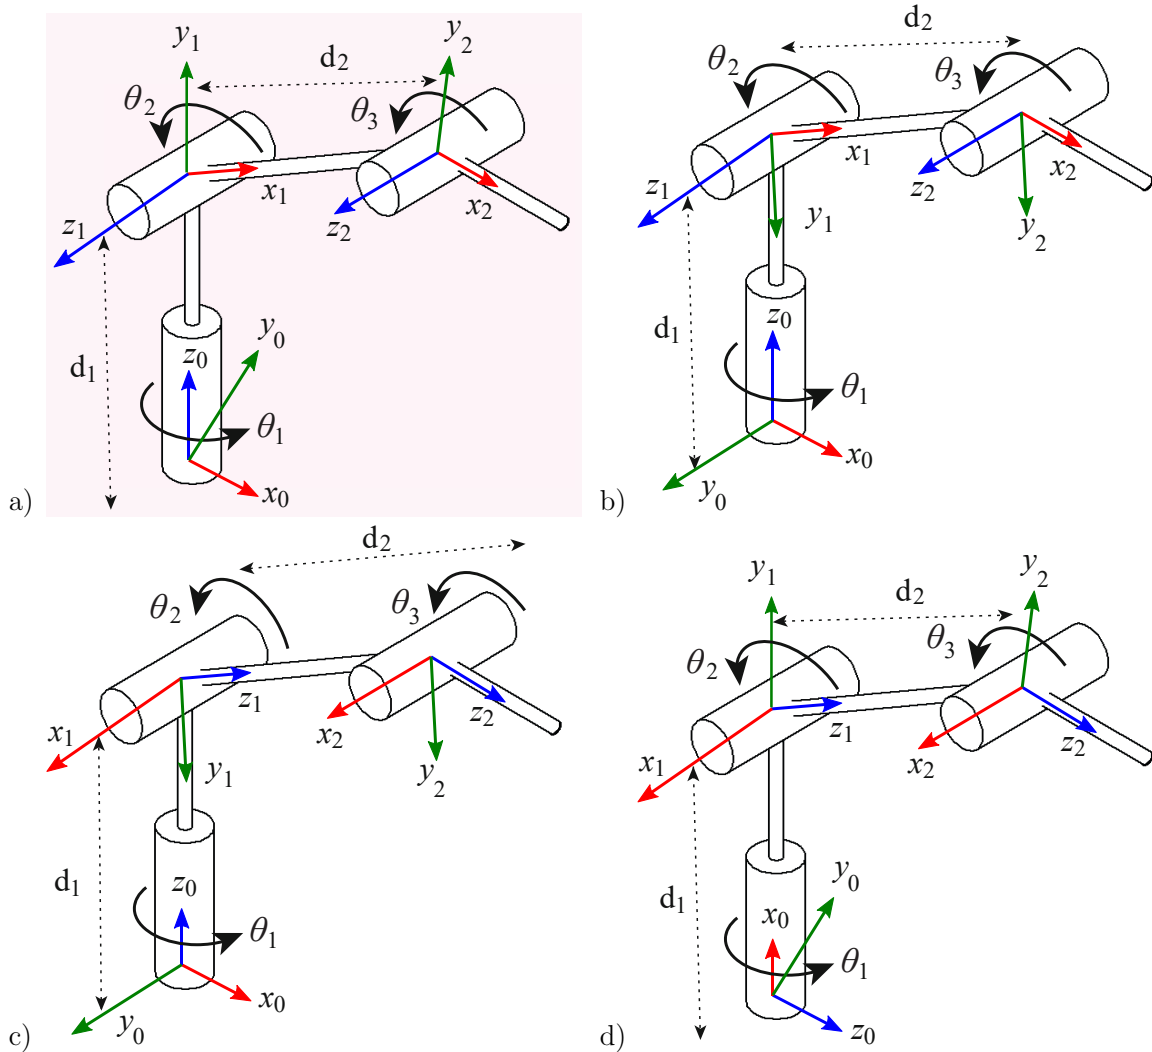 a)
y₁
d₂
y₂
θ₂
θ₃
x₁
x₂
z₁
z₂
d₁
z₀
y₀
θ₁
x₀
b)
θ₂
d₂
θ₃
x₁
x₂
z₁
z₂
y₁
y₂
d₁
z₀
θ₁
x₀
y₀
c)
d₂
θ₂
θ₃
z₁
z₂
x₁
x₂
y₁
y₂
d₁
z₀
θ₁
x₀
y₀
d)
y₁
d₂
y₂
θ₂
θ₃
z₁
z₂
x₁
x₂
d₁
x₀
y₀
θ₁
z₀